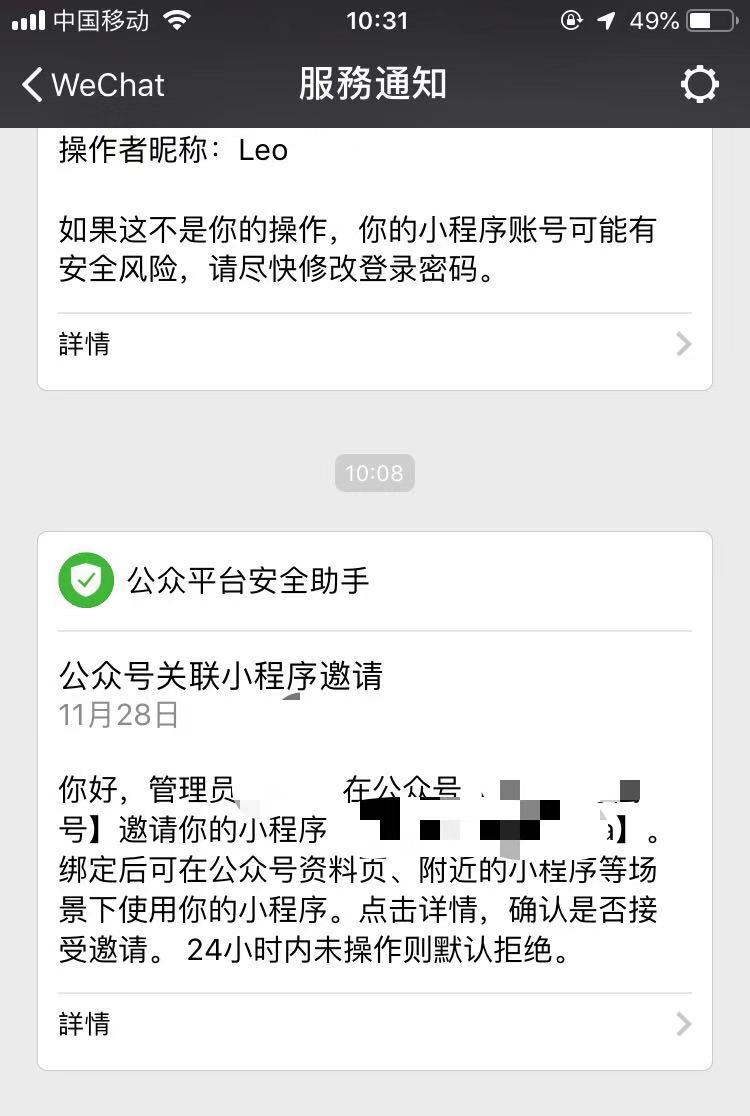 中国移动 10:31 49%
WeChat 服務通知
操作者昵称：Leo
如果这不是你的操作，你的小程序账号可能有
安全风险，请尽快修改登录密码。
詳情
10:08
公众平台安全助手
公众号关联小程序邀请
11月28日
你好，管理员 在公众号
号】邀请你的小程序 a】。
绑定后可在公众号资料页、附近的小程序等场
景下使用你的小程序。点击详情，确认是否接
受邀请。 24小时内未操作则默认拒绝。
詳情